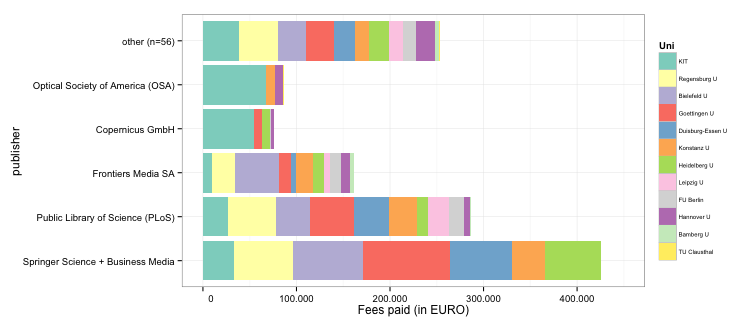 publisher
other (n=56)
Optical Society of America (OSA)
Copernicus GmbH
Frontiers Media SA
Public Library of Science (PLoS)
Springer Science + Business Media
0 100.000 200.000 300.000 400.000
Fees paid (in EURO)
Uni
KIT
Regensburg U
Bielefeld U
Goettingen U
Duisburg-Essen U
Konstanz U
Heidelberg U
Leipzig U
FU Berlin
Hannover U
Bamberg U
TU Clausthal